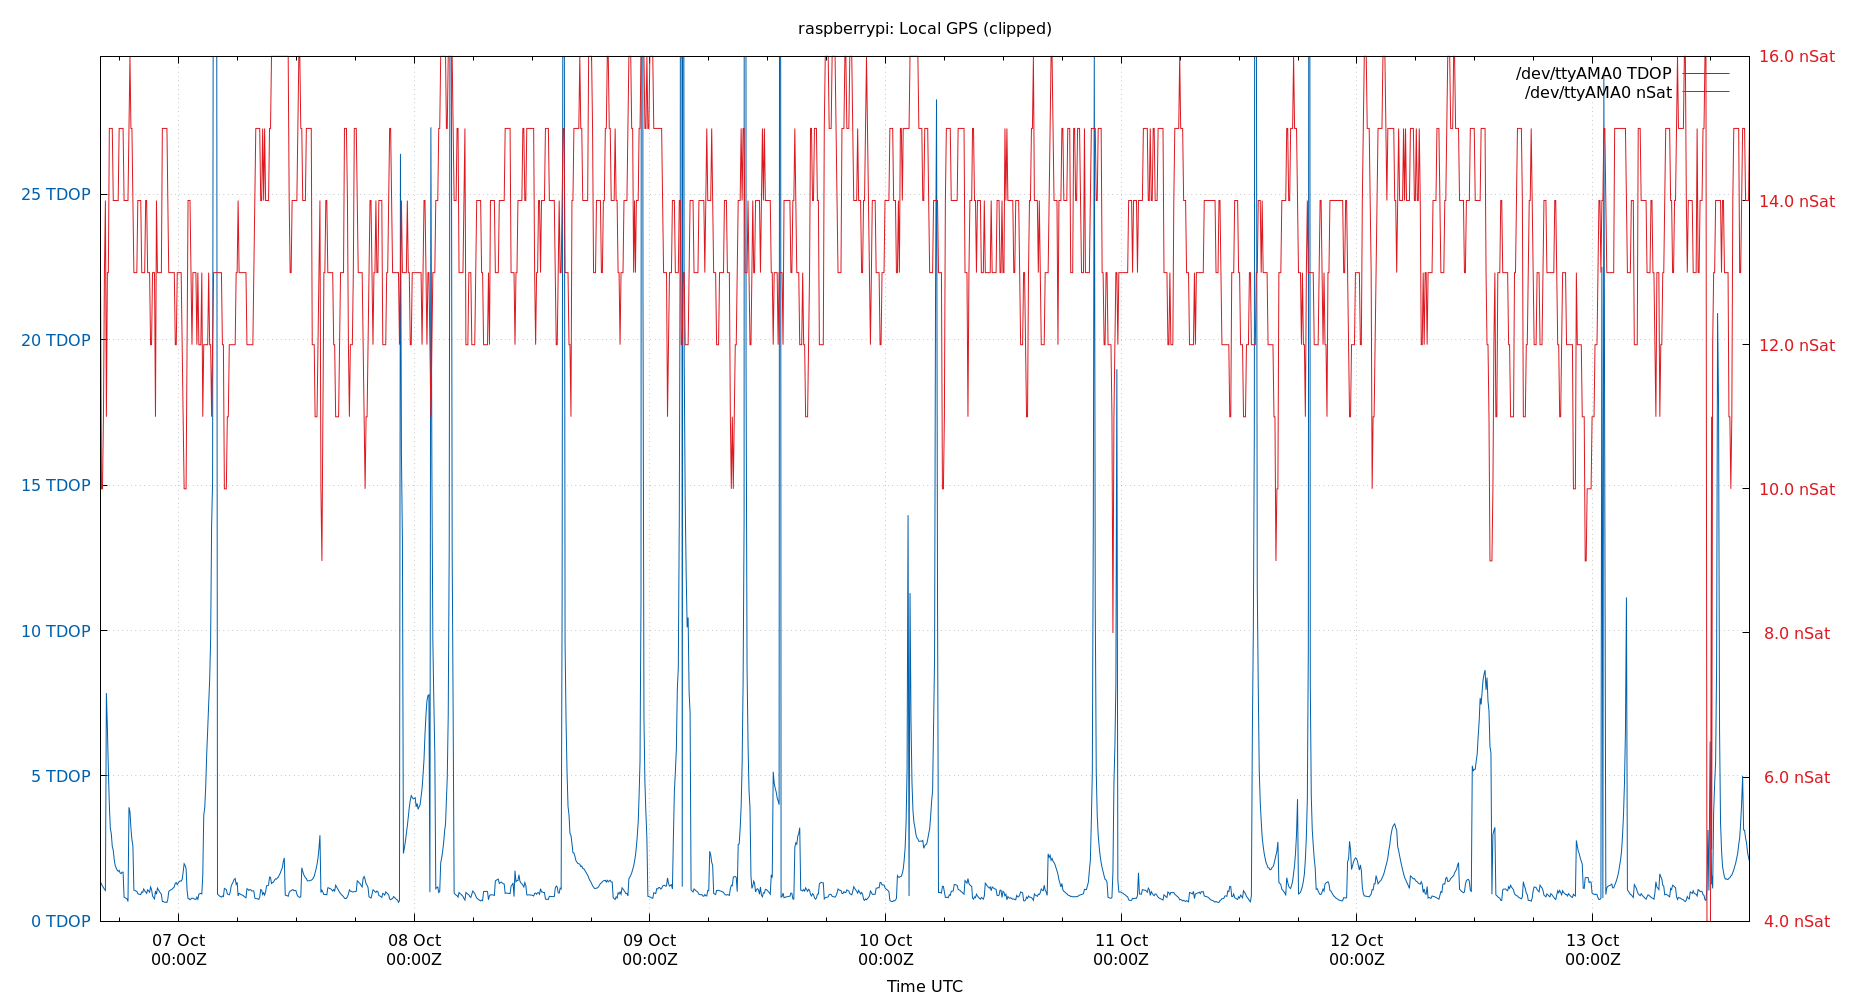 raspberrypi: Local GPS (clipped)
16.0 nSat
/dev/ttyAMA0 TDOP
/dev/ttyAMA0 nSat
25 TDOP
14.0 nSat
20 TDOP
12.0 nSat
15 TDOP
10.0 nSat
10 TDOP
8.0 nSat
5 TDOP
6.0 nSat
0 TDOP
4.0 nSat
07 Oct 08 Oct 09 Oct 10 Oct 11 Oct 12 Oct 13 Oct
00:00Z 00:00Z 00:00Z 00:00Z 00:00Z 00:00Z 00:00Z
Time UTC